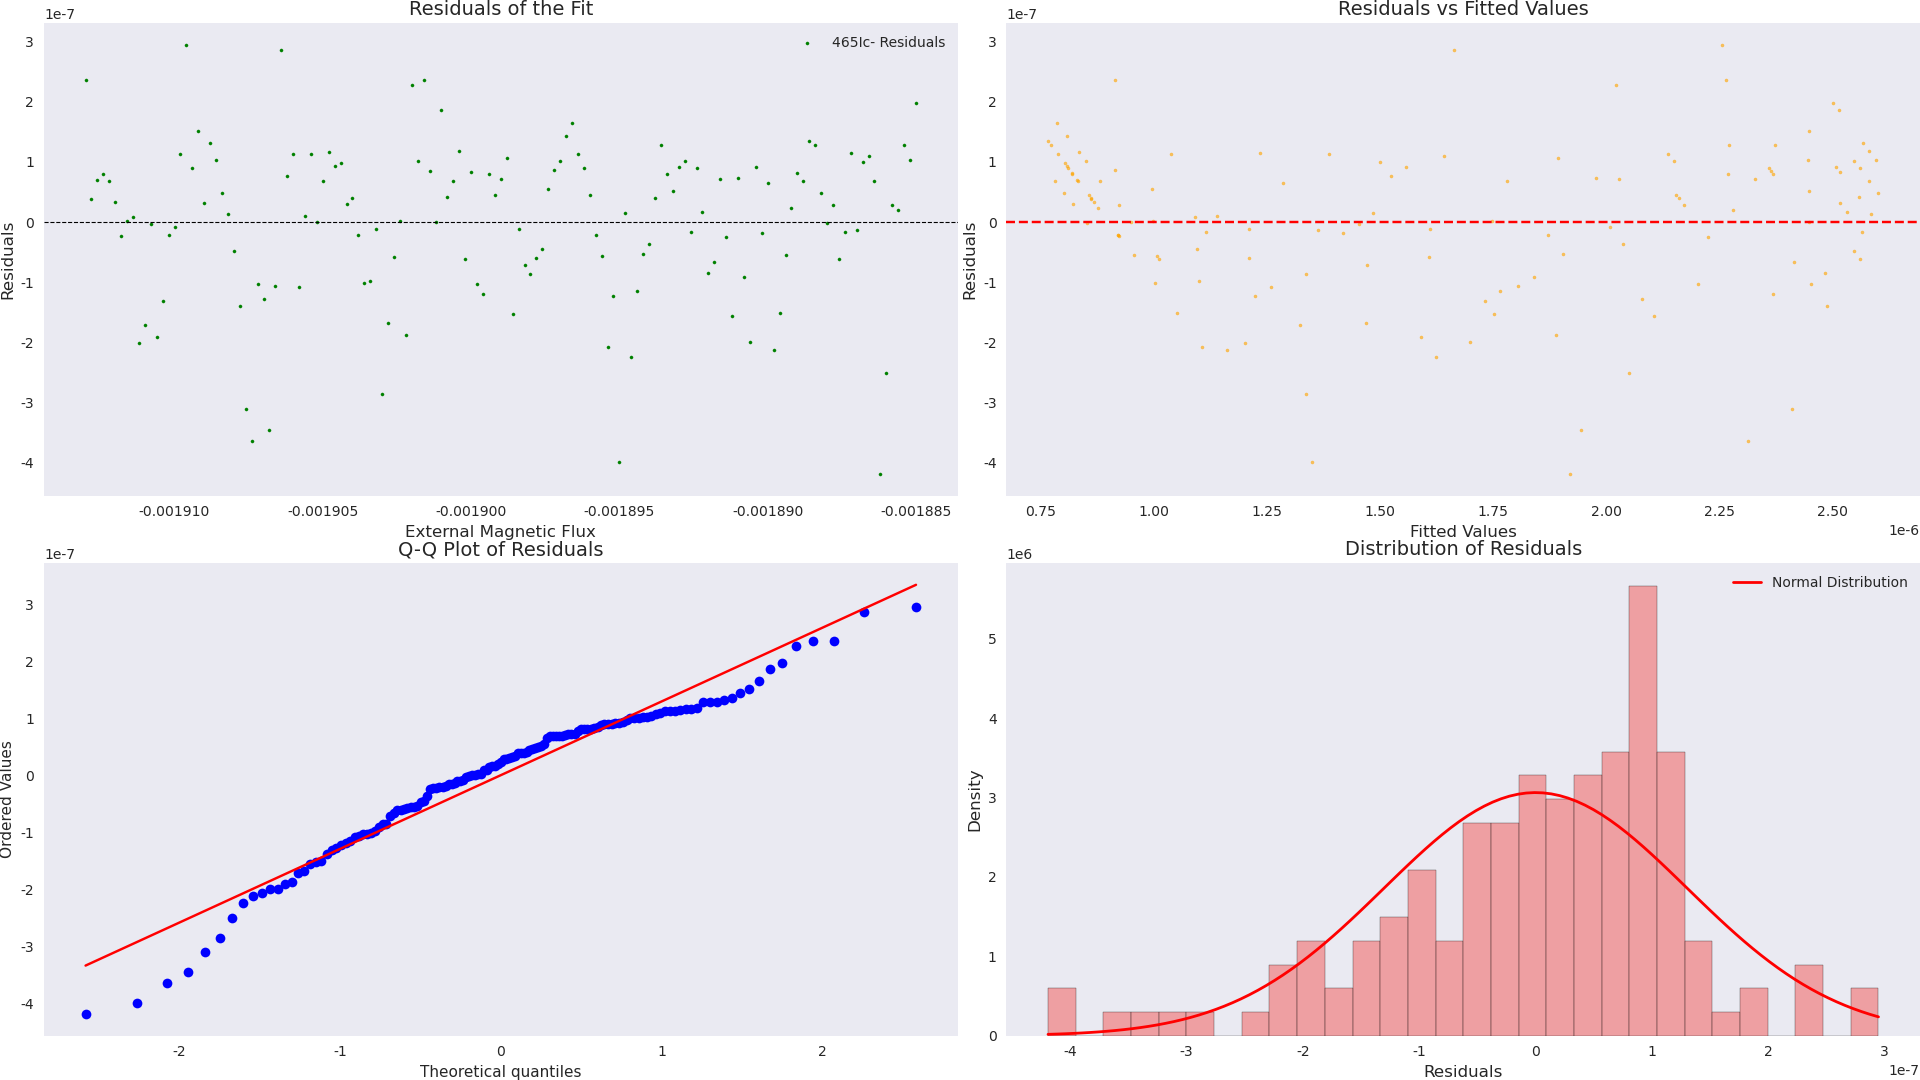 Residuals of the Fit
1e-7
3
2
1
0
-1
-2
-3
-4
Residuals
465Ic- Residuals
-0.001910 -0.001905 -0.001900 -0.001895 -0.001890 -0.001885
External Magnetic Flux
Residuals vs Fitted Values
1e-7
3
2
1
0
-1
-2
-3
-4
Residuals
0.75 1.00 1.25 1.50 1.75 2.00 2.25 2.50
1e-6
Fitted Values
Q-Q Plot of Residuals
1e-7
3
2
1
0
-1
-2
-3
-4
Ordered Values
-2 -1 0 1 2
Theoretical quantiles
Distribution of Residuals
1e6
5
4
3
2
1
0
Density
Normal Distribution
-4 -3 -2 -1 0 1 2 3
1e-7
Residuals